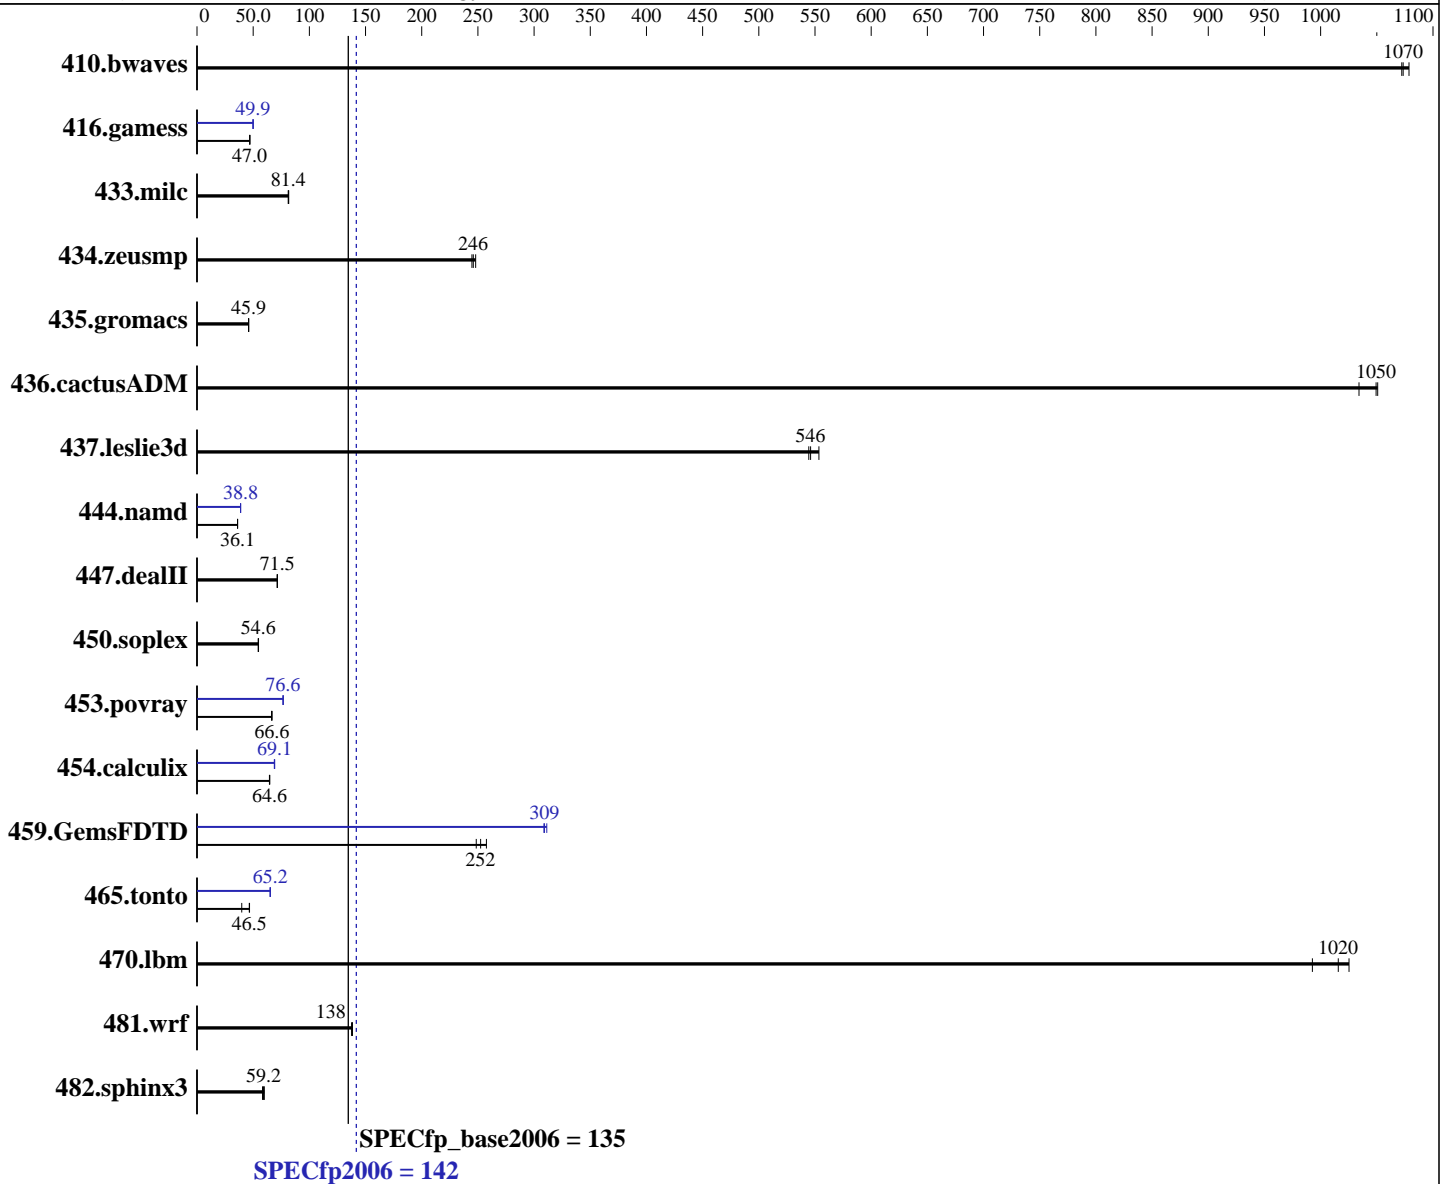 0 50.0 100 150 200 250 300 350 400 450 500 550 600 650 700 750 800 850 900 950 1000 1100
1070
410.bwaves
49.9
416.gamess
47.0
81.4
433.milc
246
434.zeusmp
45.9
435.gromacs
1050
436.cactusADM
546
437.leslie3d
38.8
444.namd
36.1
71.5
447.dealII
54.6
450.soplex
76.6
453.povray
66.6
69.1
454.calculix
64.6
309
459.GemsFDTD
252
65.2
465.tonto
46.5
1020
470.lbm
138
481.wrf
59.2
482.sphinx3
SPECfp_base2006 = 135
SPECfp2006 = 142